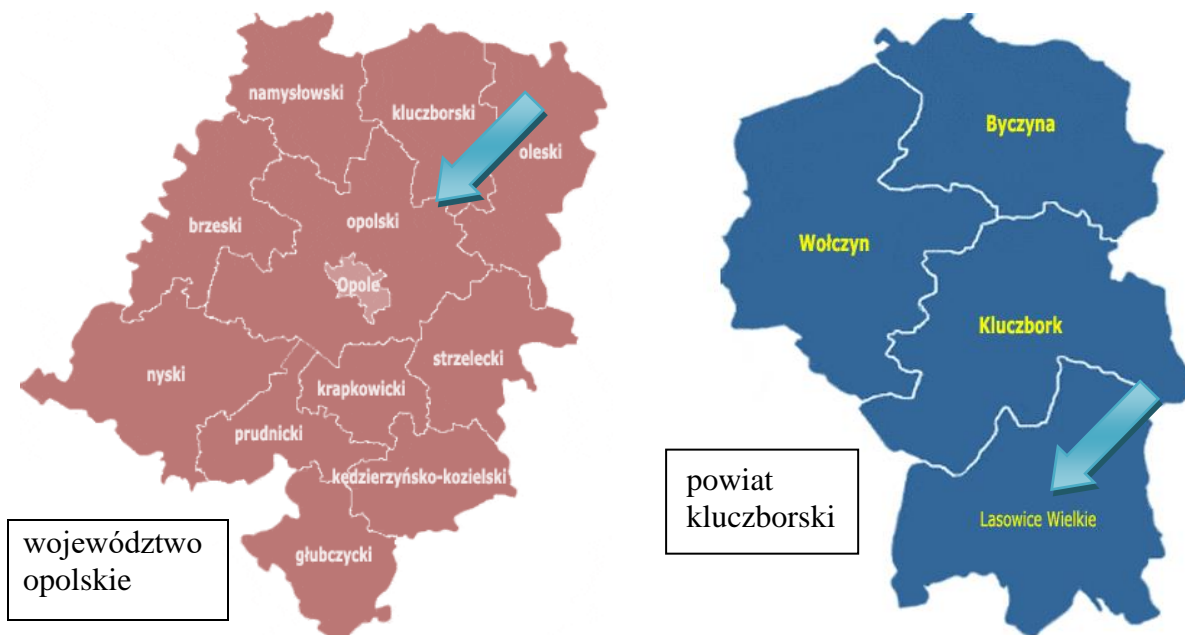 namysłowski
kluczborski
oleski
brzeski
opolski
Opole
nyski
strzelecki
krapkowicki
prudnicki
kędzierzyńsko-kozielski
głubczycki
województwo
opolskie
Byczyna
Wołczyn
Kluczbork
Lasowice Wielkie
powiat
kluczborski